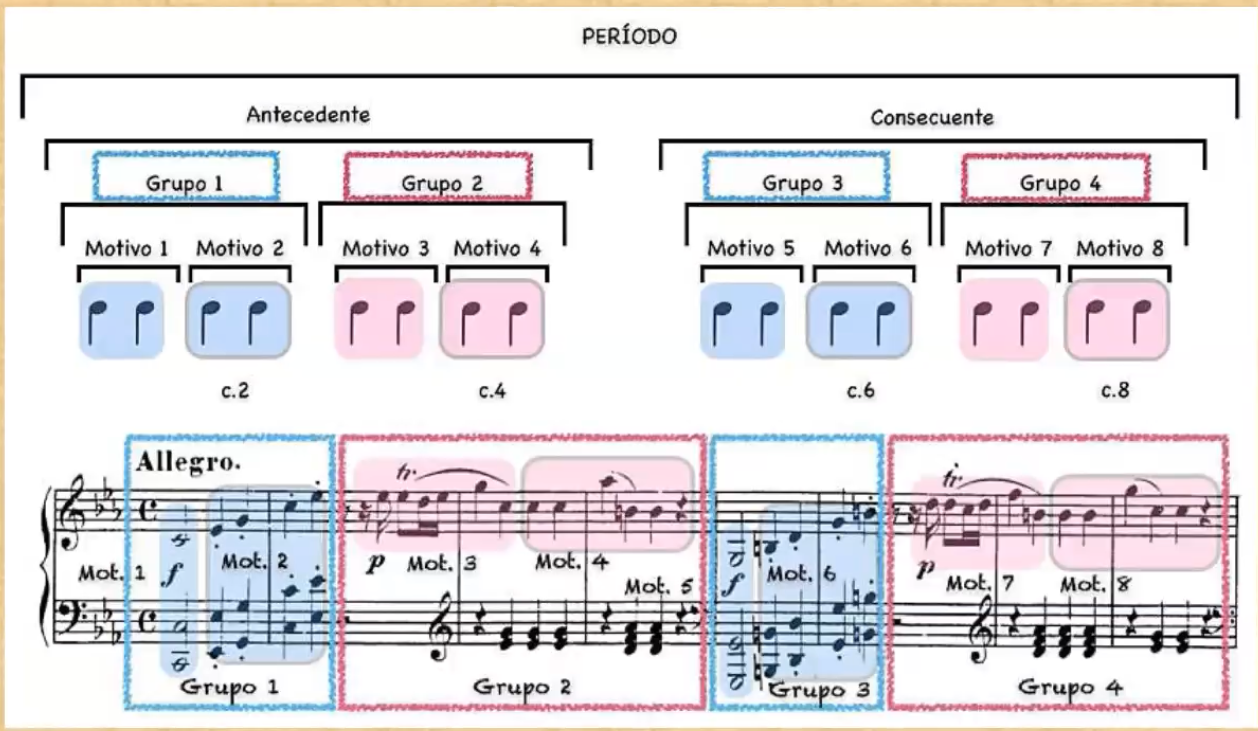 PERÍODO
Antecedente Consecuente
Grupo 1 Grupo 2 Grupo 3 Grupo 4
Motivo 1 Motivo 2 Motivo 3 Motivo 4 Motivo 5 Motivo 6 Motivo 7 Motivo 8
c.2 c.4 c.6 c.8
Allegro.
tr. tr.
Mot. 1 f Mot. 2 p Mot. 3 Mot. 4 Mot. 5 f Mot. 6 p Mot. 7 Mot. 8
Grupo 1 Grupo 2 Grupo 3 Grupo 4